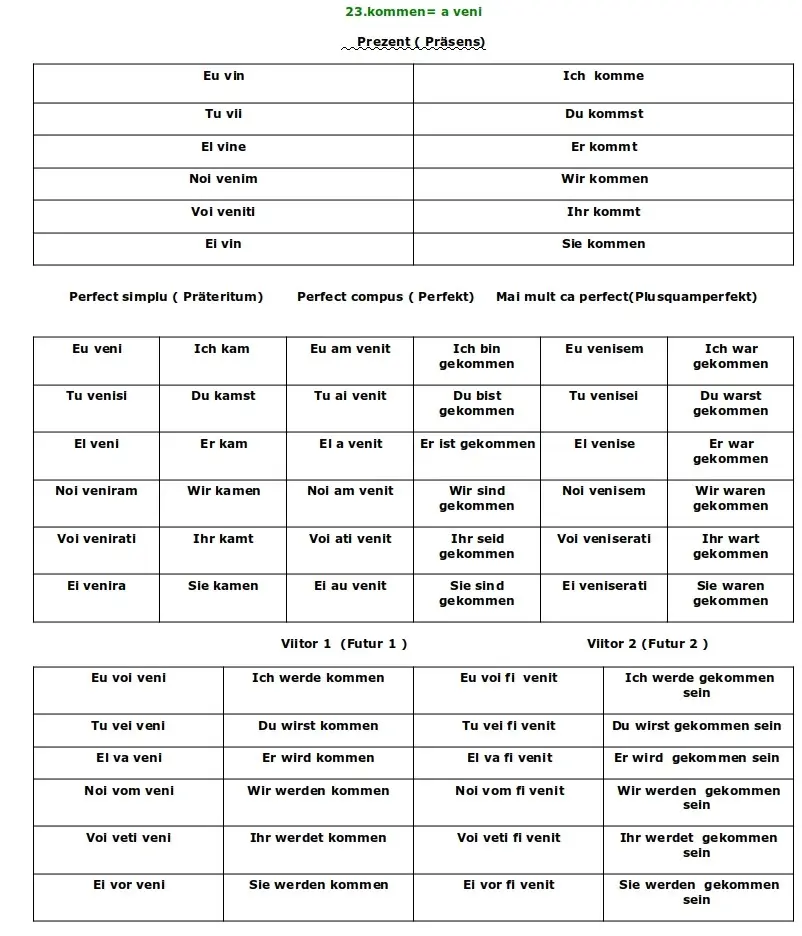 23.kommen= a veni
Prezent ( Präsens)
Eu vin Ich komme
Tu vii Du kommst
El vine Er kommt
Noi venim Wir kommen
Voi veniti Ihr kommt
Ei vin Sie kommen
Perfect simplu ( Präteritum) Perfect compus ( Perfekt) Mai mult ca perfect(Plusquamperfekt)
Eu veni Ich kam Eu am venit Ich bin Eu venisem Ich war
gekommen gekommen
Tu venisi Du kamst Tu ai venit Du bist Tu venisei Du warst
gekommen gekommen
El veni Er kam El a venit Er ist gekommen El venise Er war
gekommen
Noi veniram Wir kamen Noi am venit Wir sind Noi venisem Wir waren
gekommen gekommen
Voi venirati Ihr kamt Voi ati venit Ihr seid Voi veniserati Ihr wart
gekommen gekommen
Ei venira Sie kamen Ei au venit Sie sind Ei veniserati Sie waren
gekommen gekommen
Viitor 1 (Futur 1 ) Viitor 2 (Futur 2 )
Eu voi veni Ich werde kommen Eu voi fi venit Ich werde gekommen
sein
Tu vei veni Du wirst kommen Tu vei fi venit Du wirst gekommen sein
El va veni Er wird kommen El va fi venit Er wird gekommen sein
Noi vom veni Wir werden kommen Noi vom fi venit Wir werden gekommen
sein
Voi veti veni Ihr werdet kommen Voi veti fi venit Ihr werdet gekommen
sein
Ei vor veni Sie werden kommen Ei vor fi venit Sie werden gekommen
sein